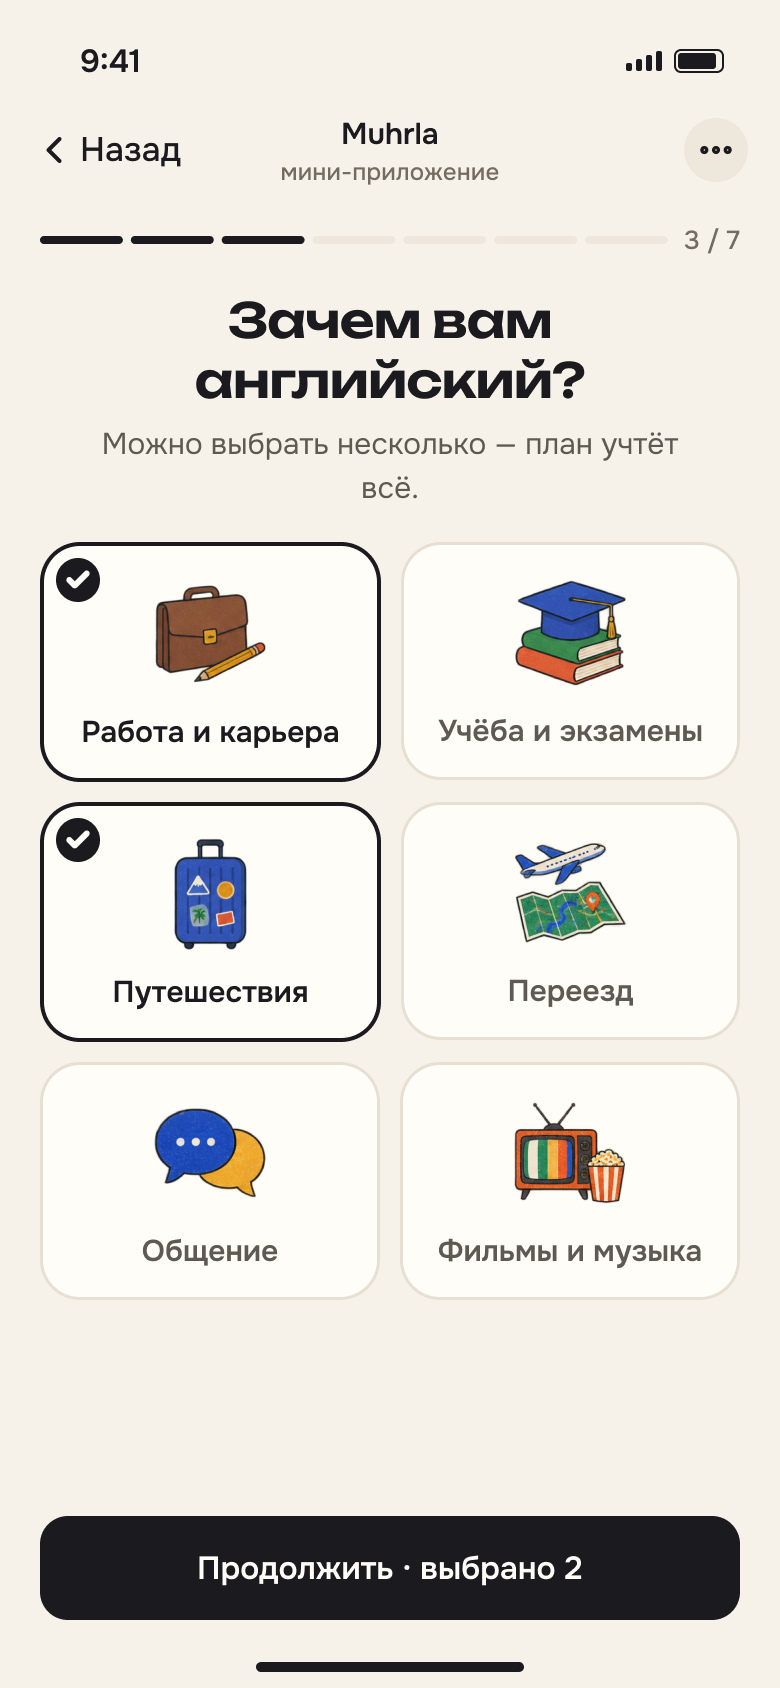 9:41
Назад
Muhrla
мини-приложение
3 / 7
Зачем вам
английский?
Можно выбрать несколько — план учтёт
всё.
Работа и карьера
Учёба и экзамены
Путешествия
Переезд
Общение
Фильмы и музыка
Продолжить · выбрано 2